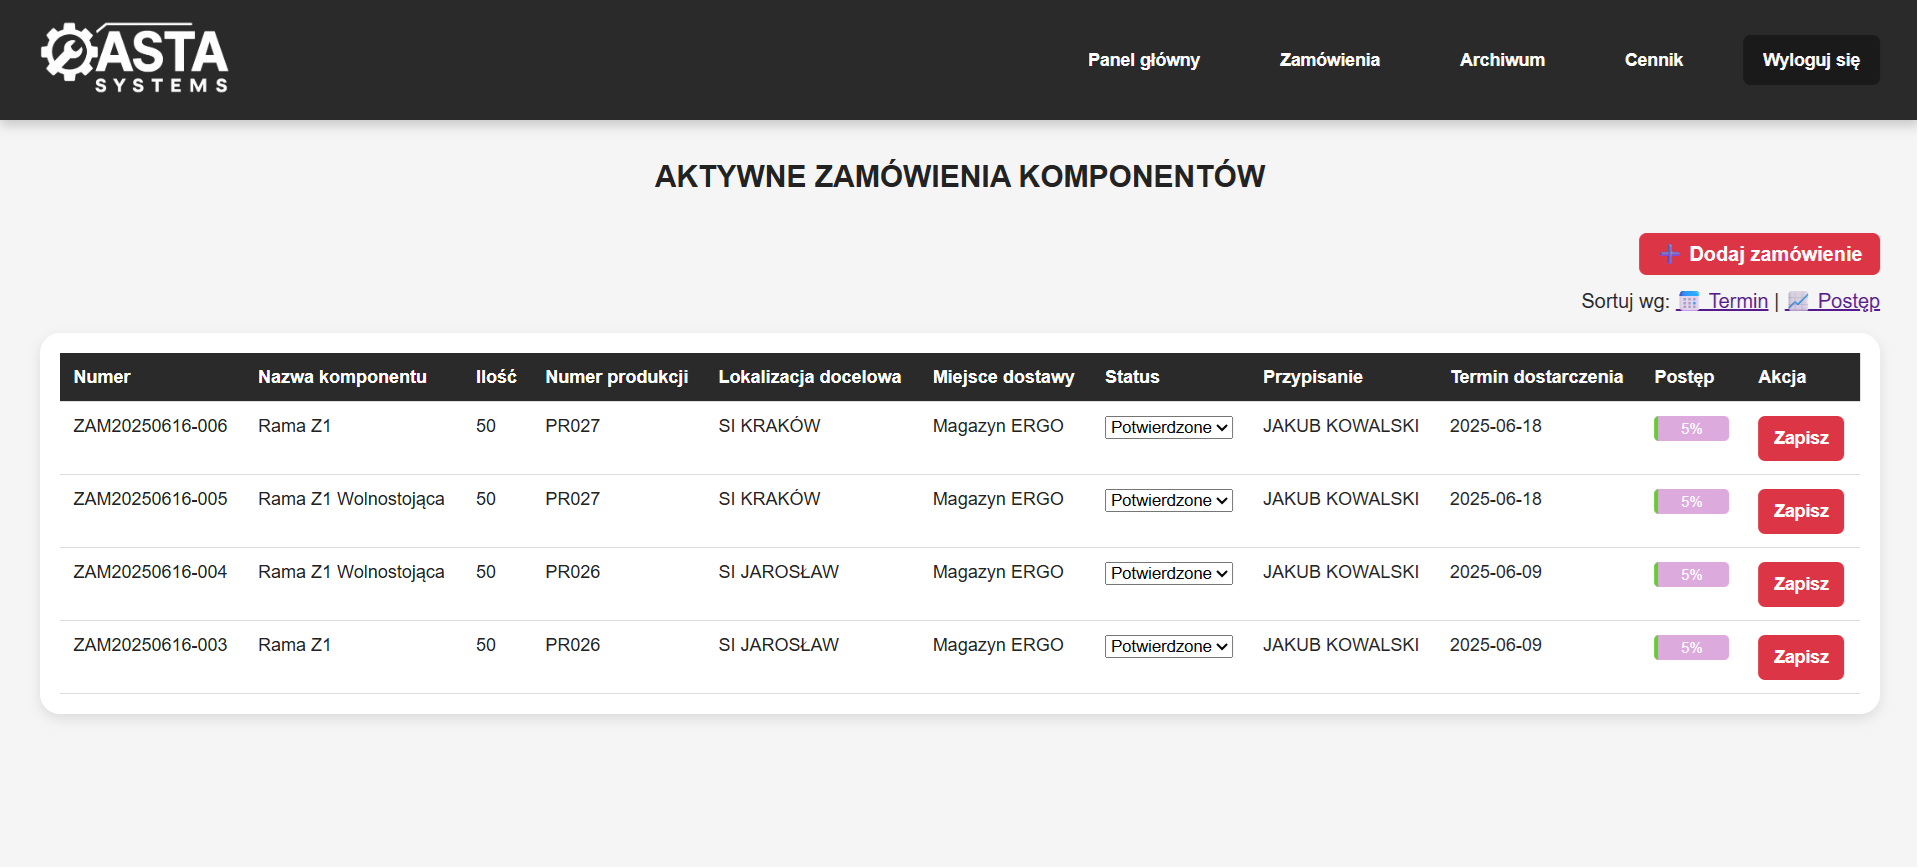 ASTA
SYSTEMS
Panel główny Zamówienia Archiwum Cennik Wyloguj się
AKTYWNE ZAMÓWIENIA KOMPONENTÓW
Dodaj zamówienie
Sortuj wg: Termin | Postęp
Numer Nazwa komponentu Ilość Numer produkcji Lokalizacja docelowa Miejsce dostawy Status Przypisanie Termin dostarczenia Postęp Akcja
ZAM20250616-006 Rama Z1 50 PR027 SI KRAKÓW Magazyn ERGO Potwierdzone JAKUB KOWALSKI 2025-06-18 5% Zapisz
ZAM20250616-005 Rama Z1 Wolnostojąca 50 PR027 SI KRAKÓW Magazyn ERGO Potwierdzone JAKUB KOWALSKI 2025-06-18 5% Zapisz
ZAM20250616-004 Rama Z1 Wolnostojąca 50 PR026 SI JAROSŁAW Magazyn ERGO Potwierdzone JAKUB KOWALSKI 2025-06-09 5% Zapisz
ZAM20250616-003 Rama Z1 50 PR026 SI JAROSŁAW Magazyn ERGO Potwierdzone JAKUB KOWALSKI 2025-06-09 5% Zapisz